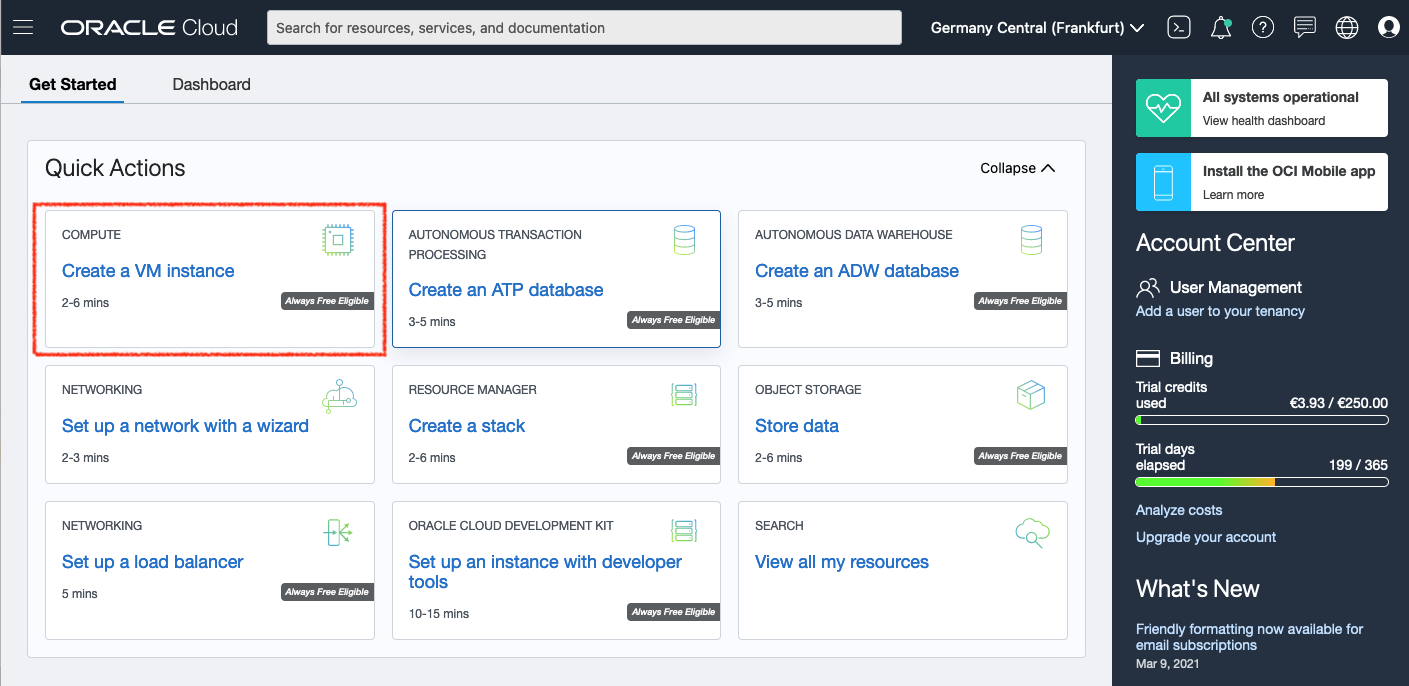 ORACLE Cloud
Search for resources, services, and documentation
Germany Central (Frankfurt)
Get Started
Dashboard
Quick Actions
Collapse
COMPUTE
Create a VM instance
2-6 mins
Always Free Eligible
AUTONOMOUS TRANSACTION
PROCESSING
Create an ATP database
3-5 mins
Always Free Eligible
AUTONOMOUS DATA WAREHOUSE
Create an ADW database
3-5 mins
Always Free Eligible
NETWORKING
Set up a network with a wizard
2-3 mins
RESOURCE MANAGER
Create a stack
2-6 mins
Always Free Eligible
OBJECT STORAGE
Store data
2-6 mins
Always Free Eligible
NETWORKING
Set up a load balancer
5 mins
Always Free Eligible
ORACLE CLOUD DEVELOPMENT KIT
Set up an instance with developer
tools
10-15 mins
Always Free Eligible
SEARCH
View all my resources
All systems operational
View health dashboard
Install the OCI Mobile app
Learn more
Account Center
User Management
Add a user to your tenancy
Billing
Trial credits
used €3.93 / €250.00
Trial days
elapsed 199 / 365
Analyze costs
Upgrade your account
What's New
Friendly formatting now available for
email subscriptions
Mar 9, 2021